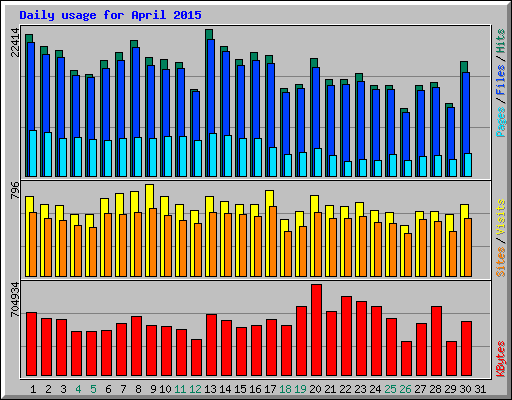 Daily usage for April 2015
22414
Pages / Files / Hits
796
Sites / Visits
704934
KBytes
1 2 3 4 5 6 7 8 9 10 11 12 13 14 15 16 17 18 19 20 21 22 23 24 25 26 27 28 29 30 31